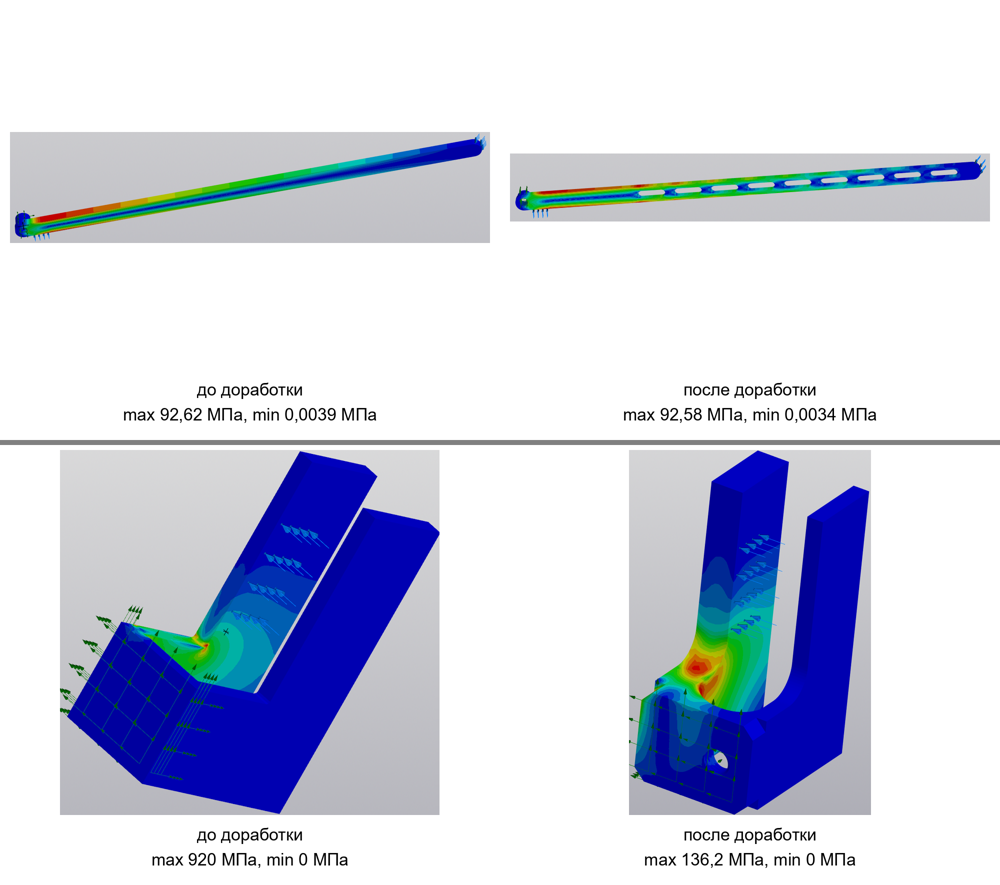 до доработки
max 92,62 МПа, min 0,0039 МПа
после доработки
max 92,58 МПа, min 0,0034 МПа
до доработки
max 920 МПа, min 0 МПа
после доработки
max 136,2 МПа, min 0 МПа